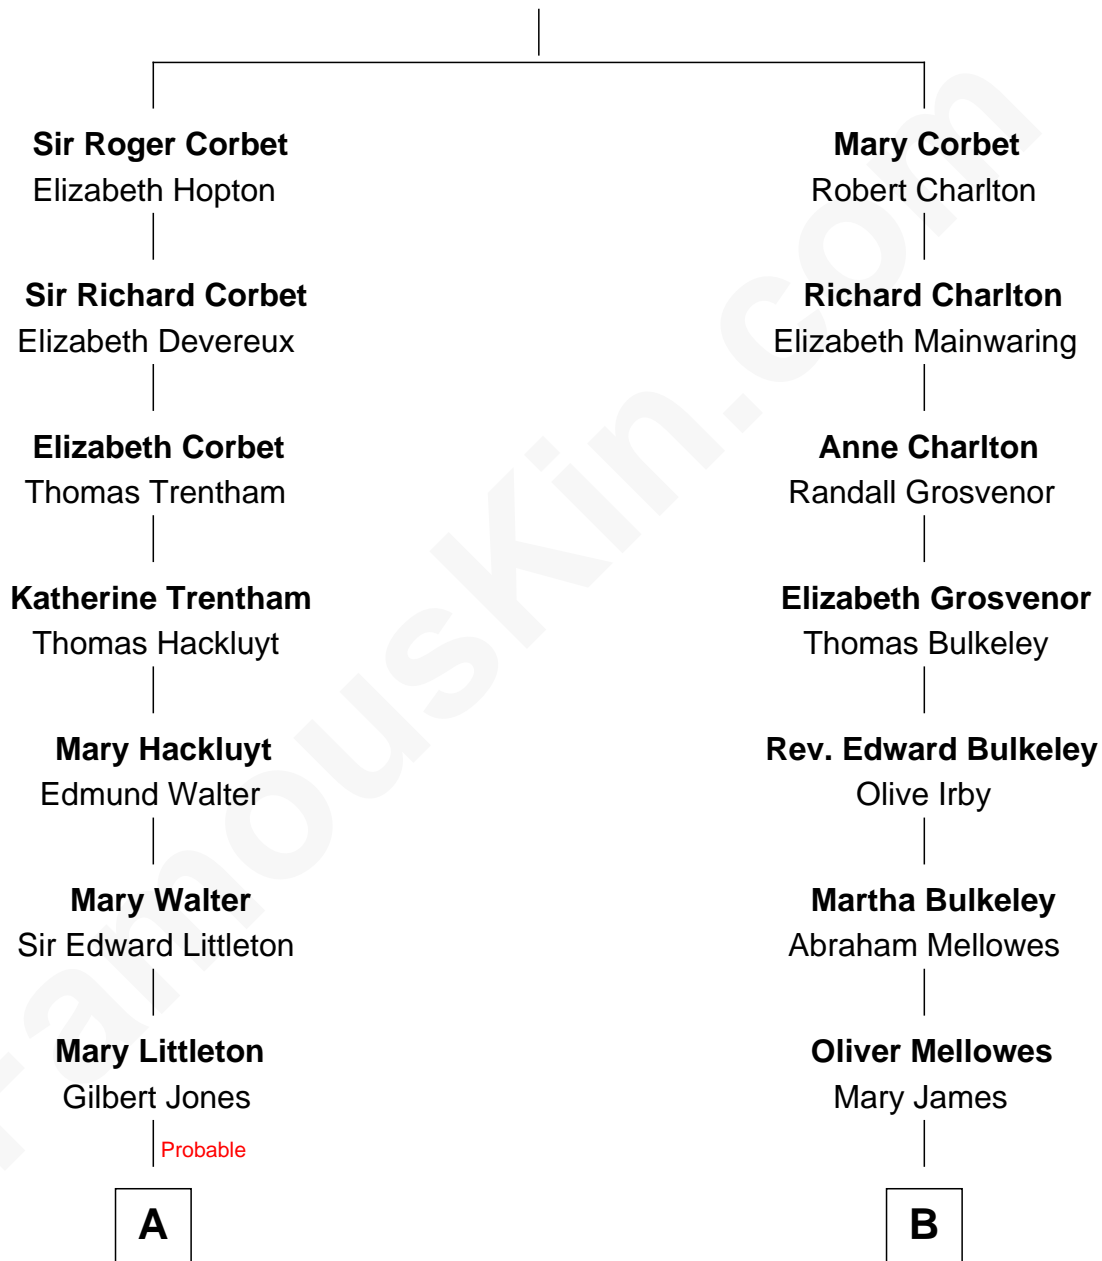 Sir Roger Corbet
Elizabeth Hopton
Sir Richard Corbet
Elizabeth Devereux
Elizabeth Corbet
Thomas Trentham
Katherine Trentham
Thomas Hackluyt
Mary Hackluyt
Edmund Walter
Mary Walter
Sir Edward Littleton
Mary Littleton
Gilbert Jones
Probable
A
Mary Corbet
Robert Charlton
Richard Charlton
Elizabeth Mainwaring
Anne Charlton
Randall Grosvenor
Elizabeth Grosvenor
Thomas Bulkeley
Rev. Edward Bulkeley
Olive Irby
Martha Bulkeley
Abraham Mellowes
Oliver Mellowes
Mary James
B
FamousKin.com